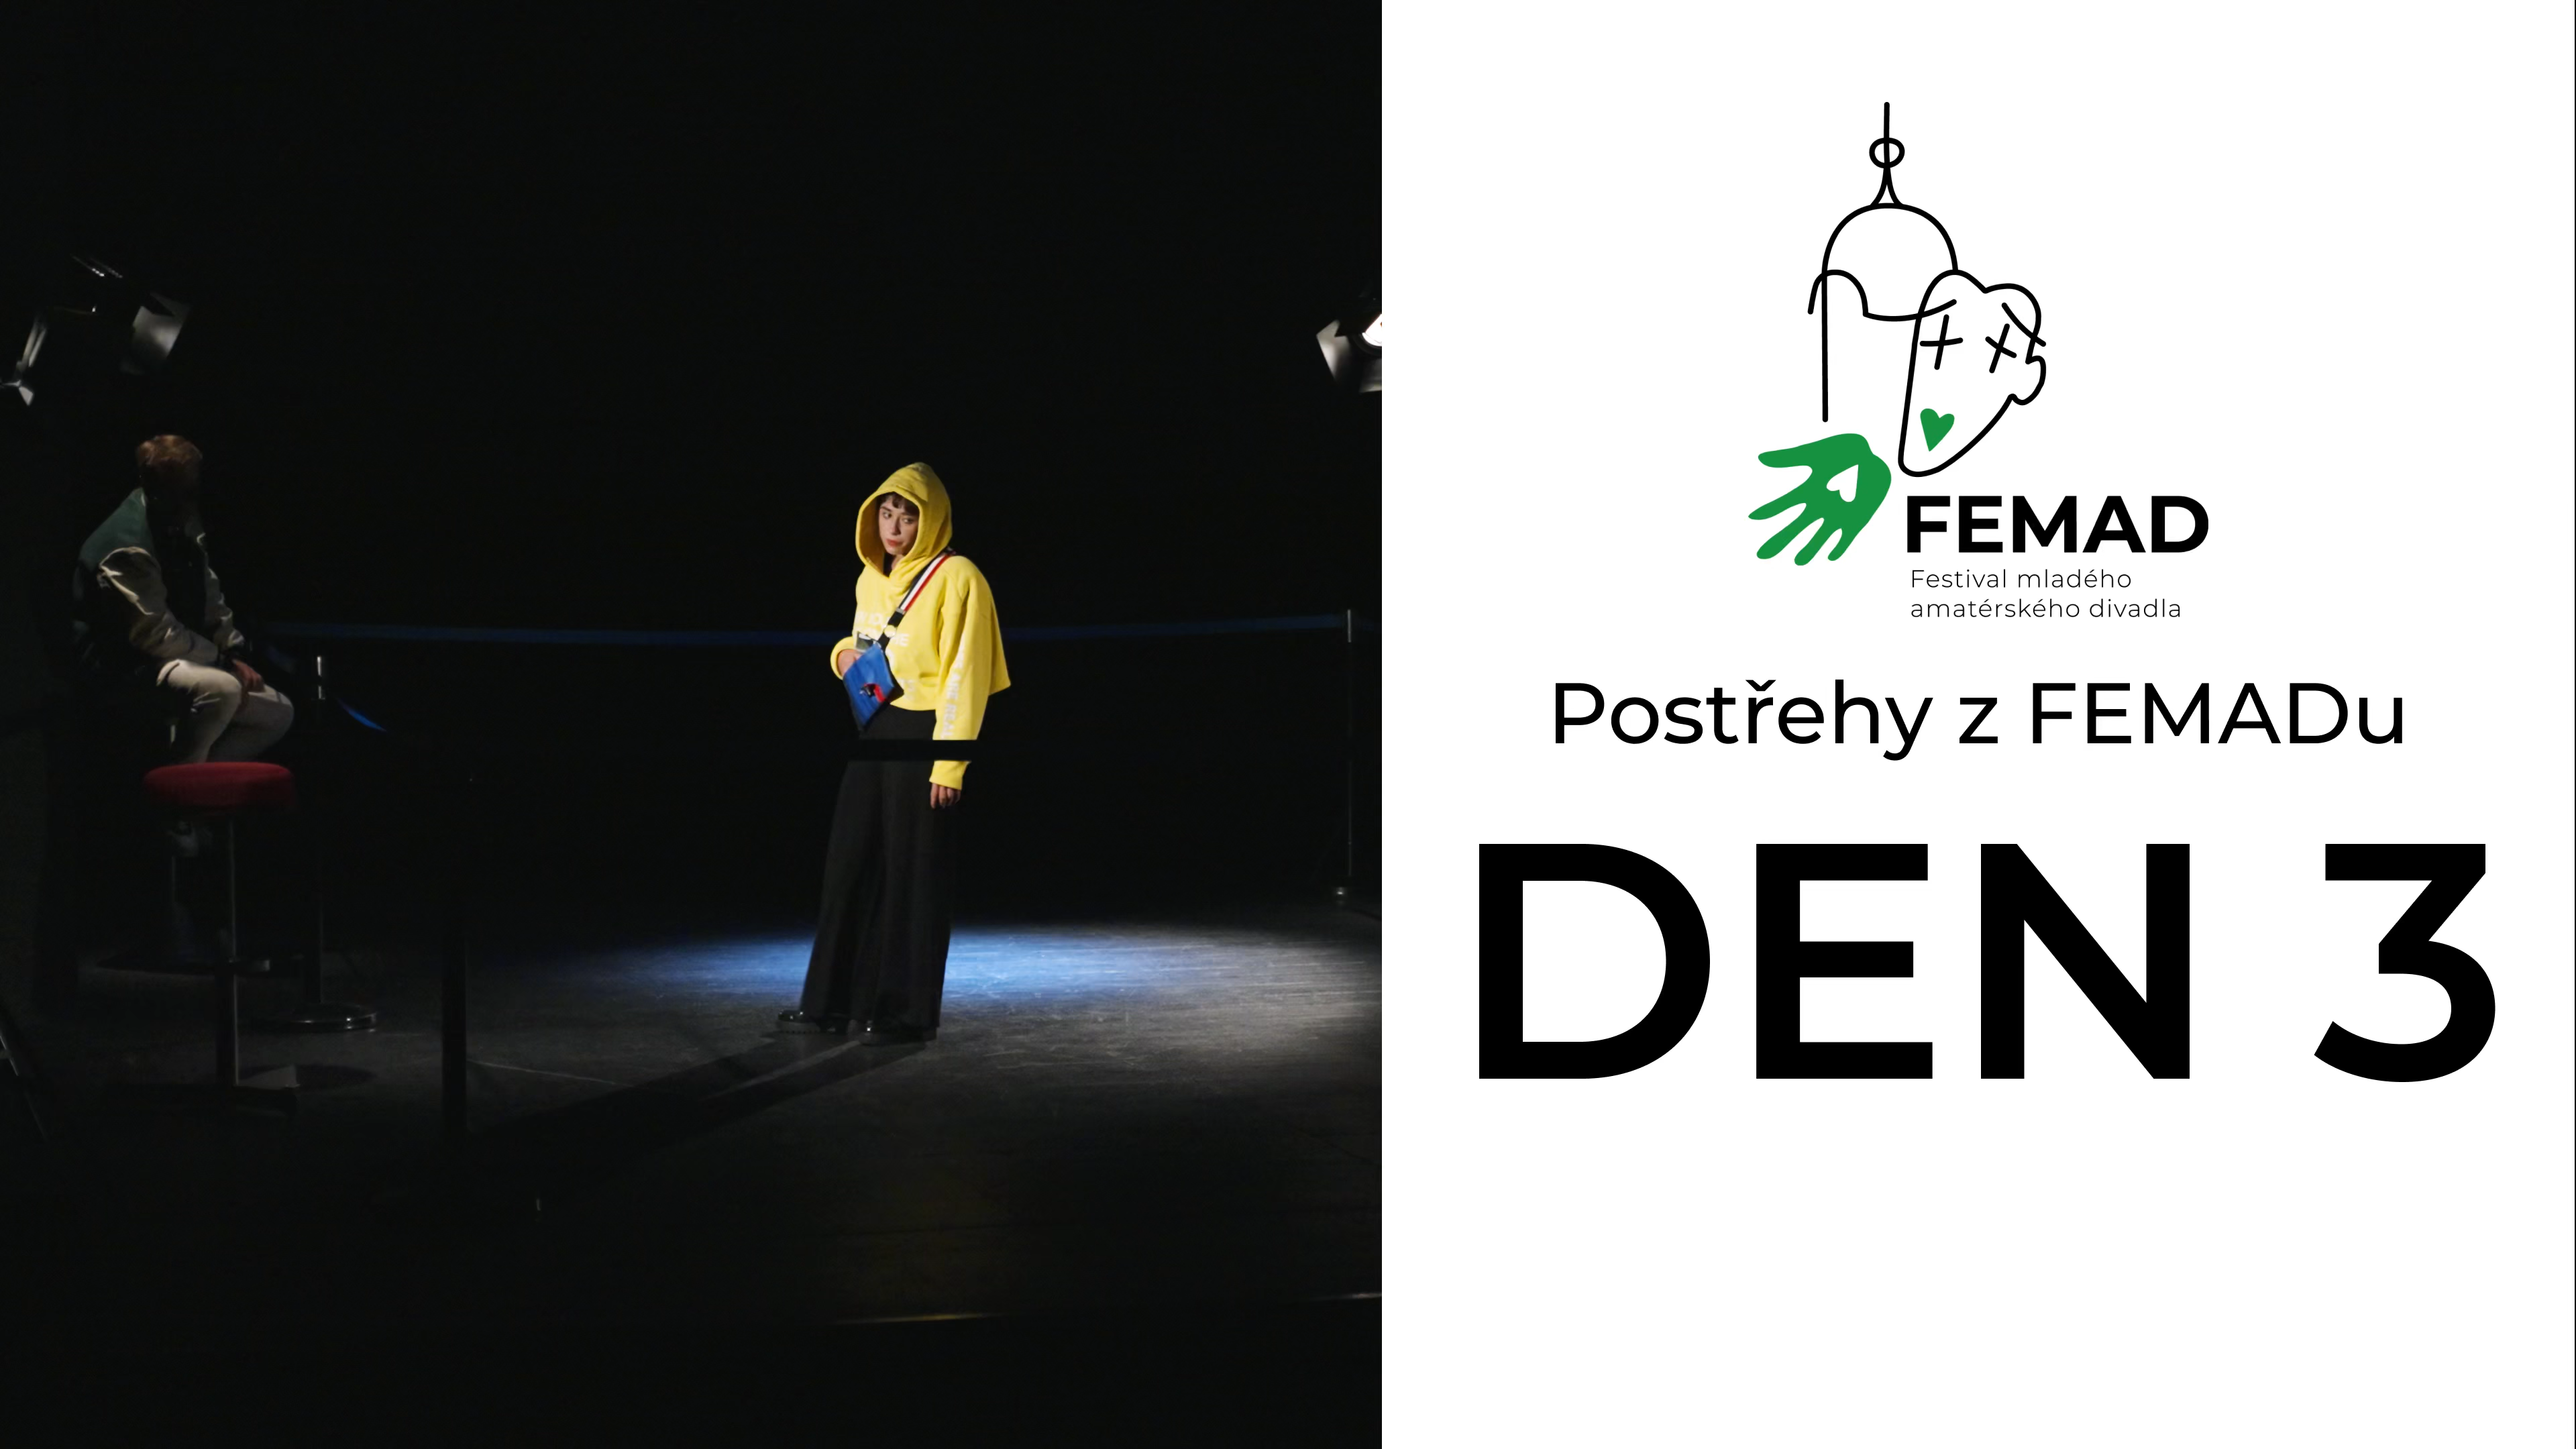 FEMAD
Festival mladého
amatérského divadla
Postřehy z FEMADu
DEN 3